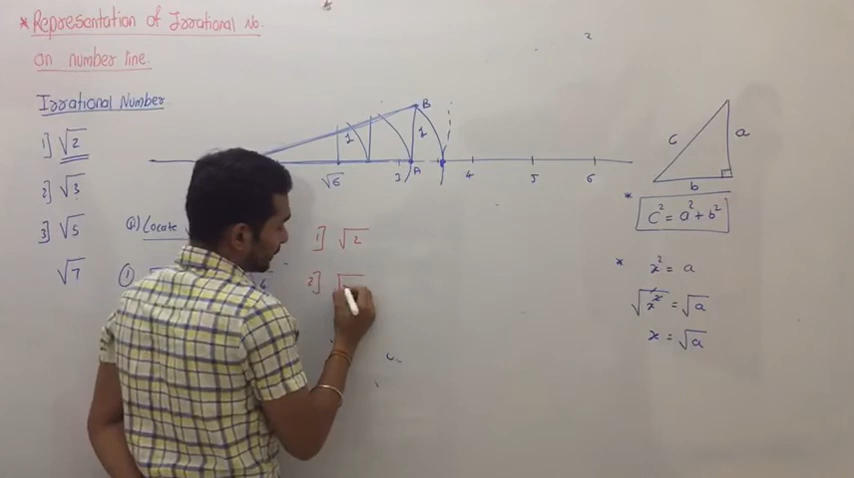 * Representation of Irrational No.
on number line.
Irrational Number
1] √2
2] √3
3] √5
√7
Q) Locate
①
1] √2
2] √
1
1
B
A
√6
3
4
5
6
c
a
b
* c² = a² + b²
* x² = a
√x² = √a
x = √a